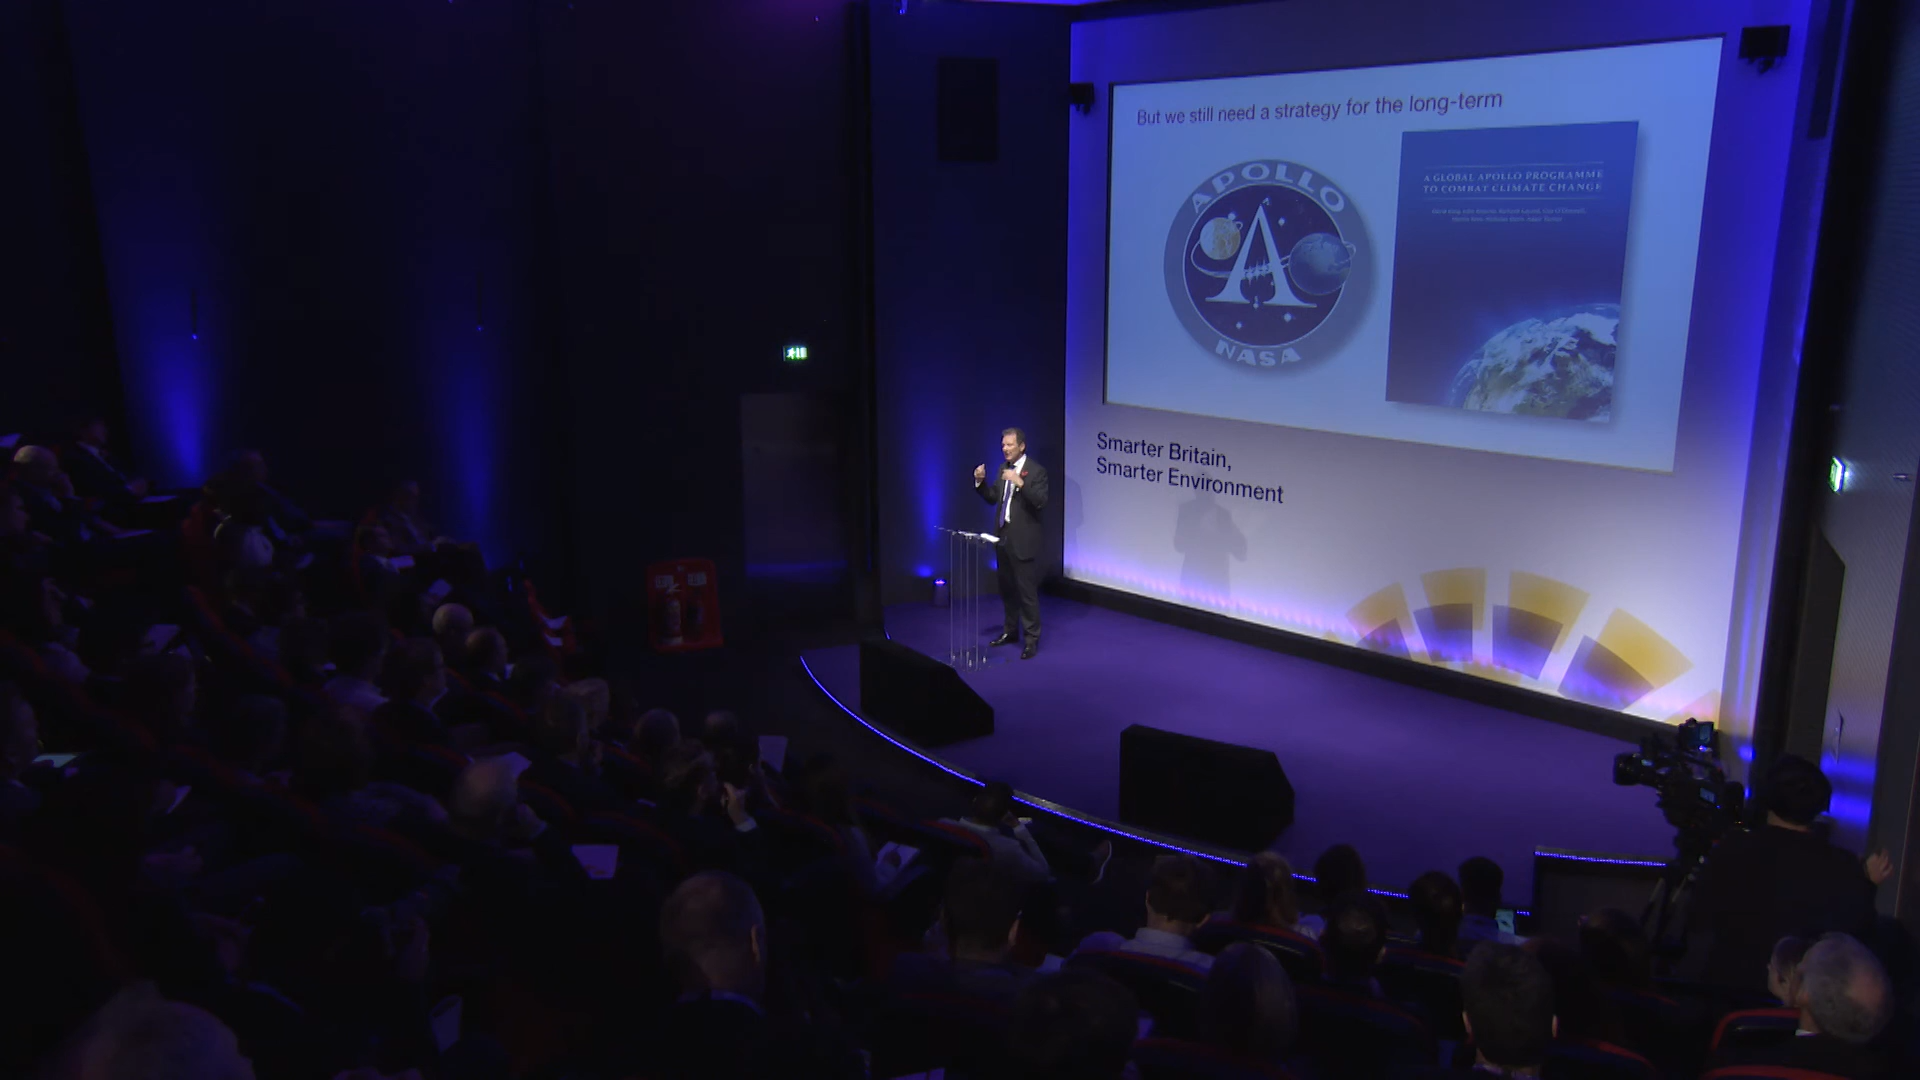 But we still need a strategy for the long-term
APOLLO
NASA
A GLOBAL APOLLO PROGRAMME
TO COMBAT CLIMATE CHANGE
Smarter Britain,
Smarter Environment